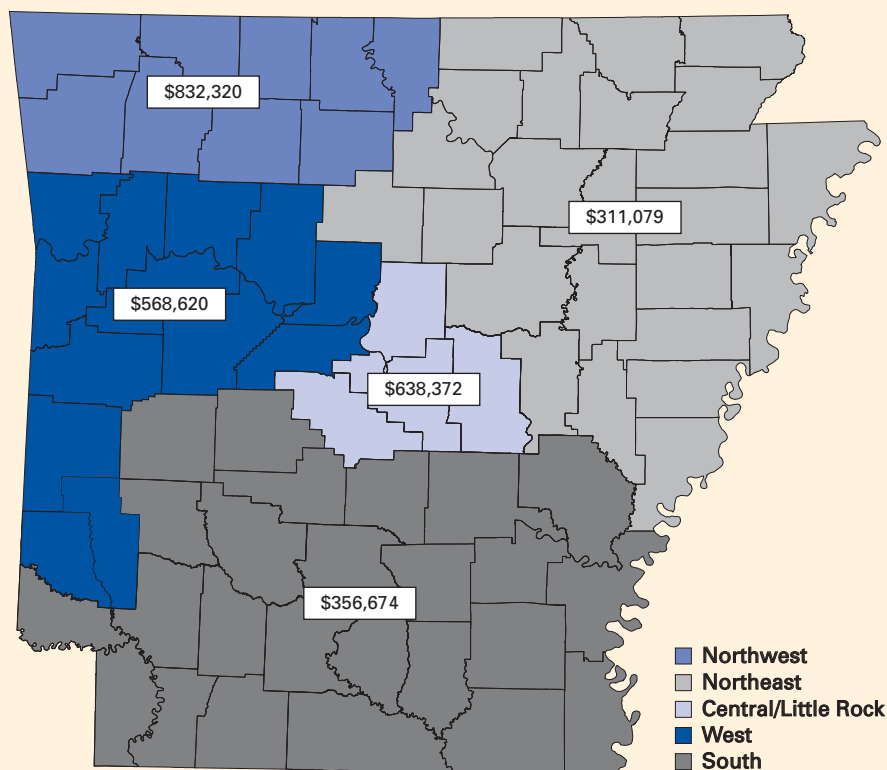 $832,320
$311,079
$568,620
$638,372
$356,674
Northwest
Northeast
Central/Little Rock
West
South